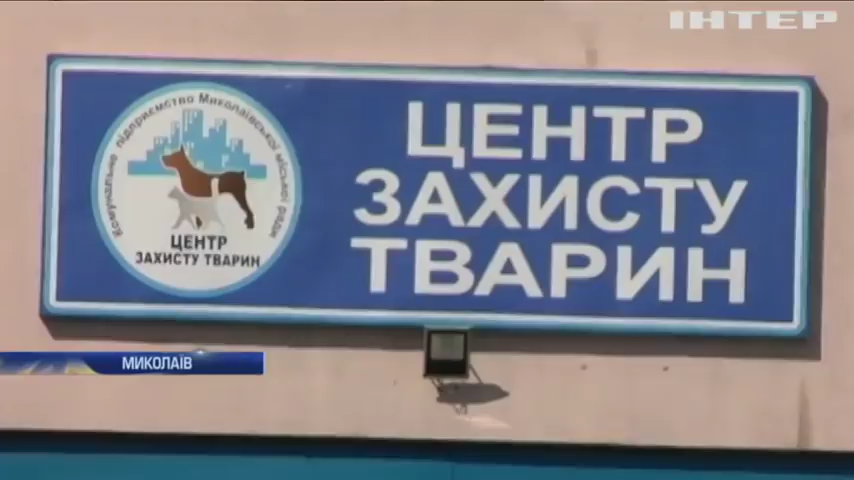 ІНТЕР
Комунальне підприємство Миколаївської міської ради
ЦЕНТР
ЗАХИСТУ ТВАРИН
ЦЕНТР
ЗАХИСТУ
ТВАРИН
МИКОЛАЇВ